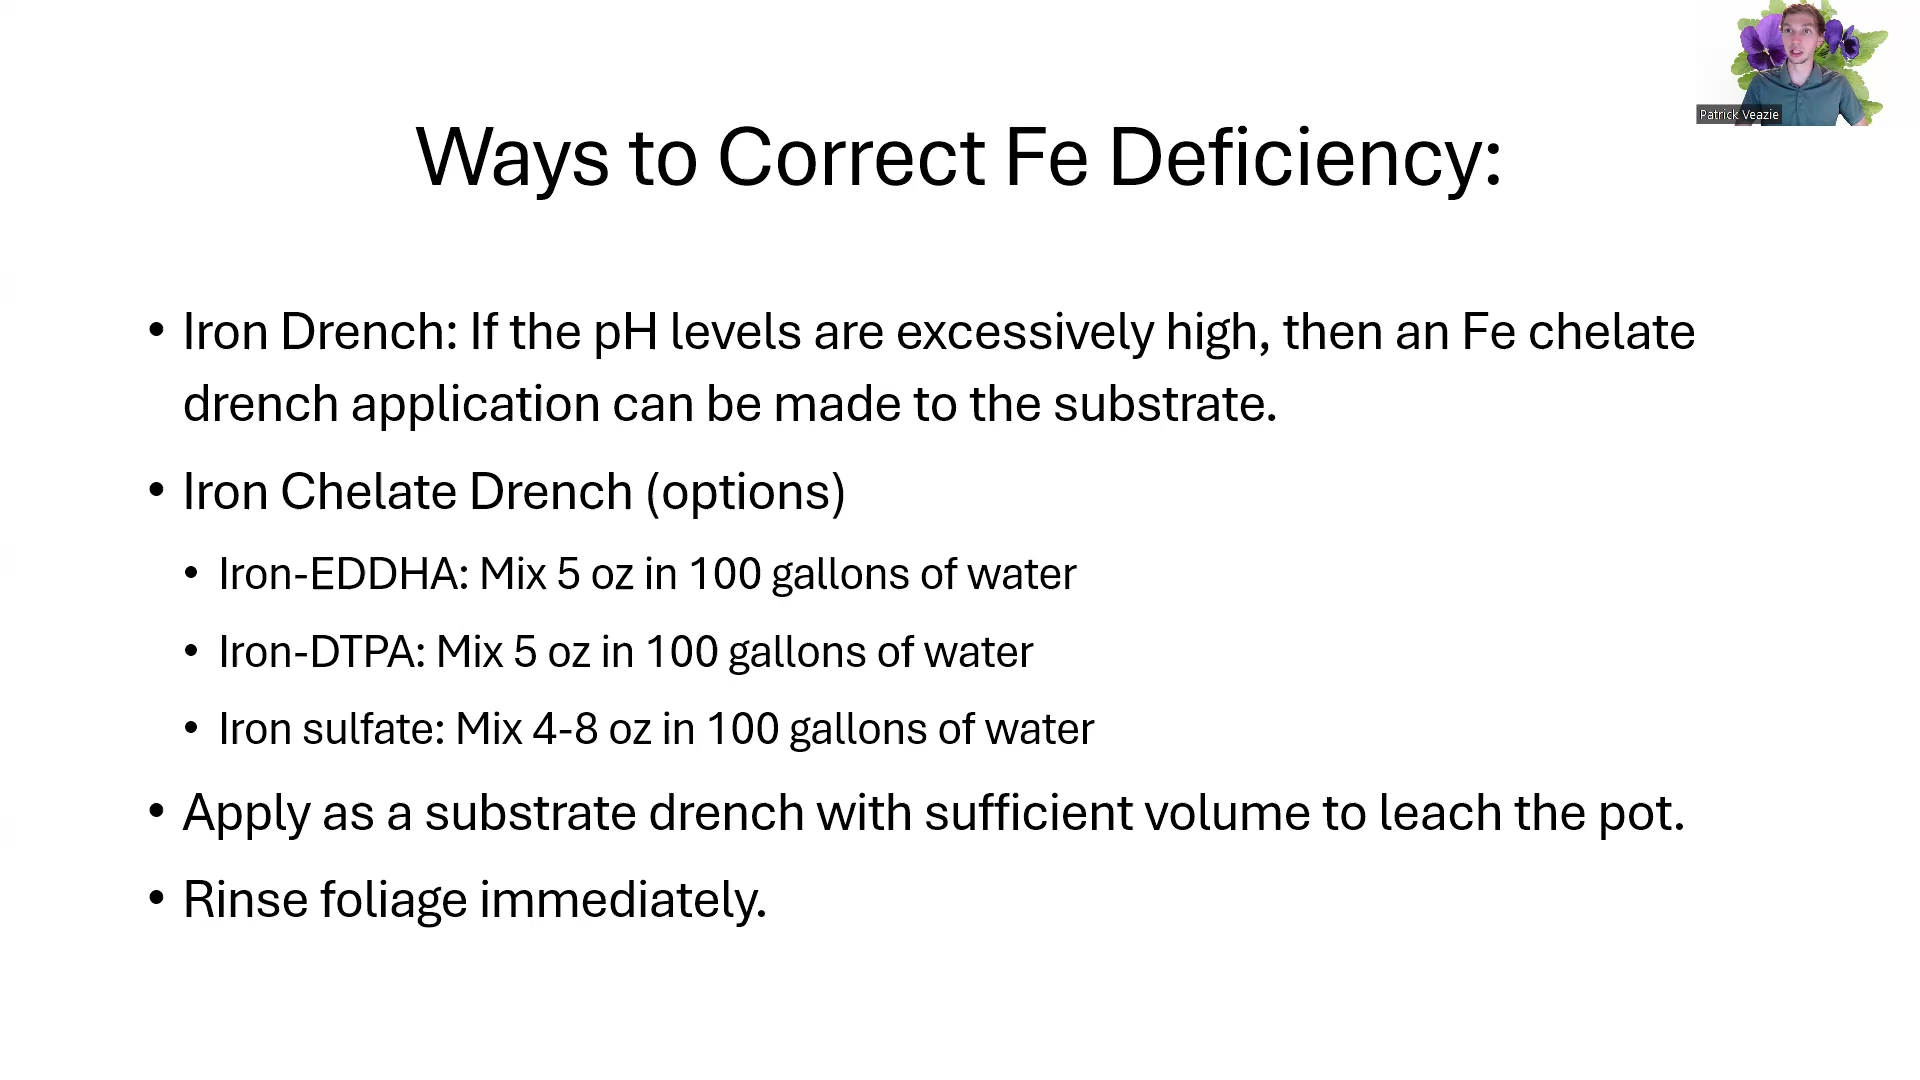 Patrick Veazie
Ways to Correct Fe Deficiency:
• Iron Drench: If the pH levels are excessively high, then an Fe chelate
drench application can be made to the substrate.
• Iron Chelate Drench (options)
• Iron-EDDHA: Mix 5 oz in 100 gallons of water
• Iron-DTPA: Mix 5 oz in 100 gallons of water
• Iron sulfate: Mix 4-8 oz in 100 gallons of water
• Apply as a substrate drench with sufficient volume to leach the pot.
• Rinse foliage immediately.